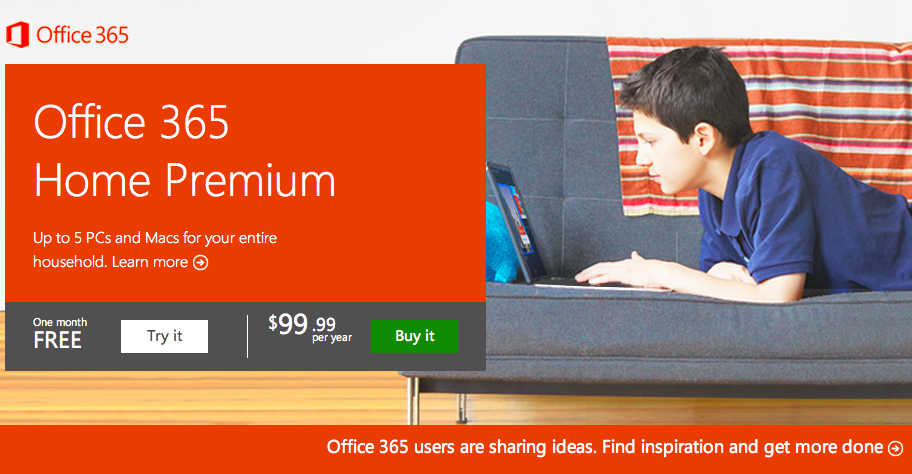 Office 365
Office 365
Home Premium
Up to 5 PCs and Macs for your entire
household. Learn more
One month
FREE
Try it
$99.99
per year
Buy it
Office 365 users are sharing ideas. Find inspiration and get more done